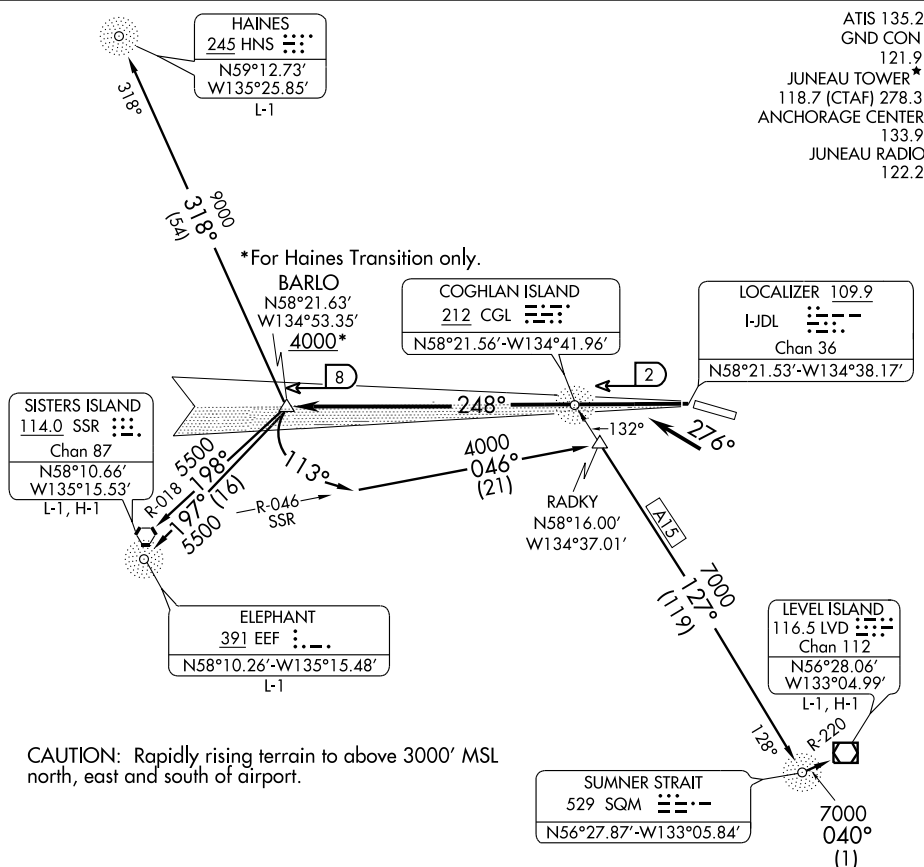 HAINES
245 HNS
N59°12.73'
W135°25.85'
L-1
ATIS 135.2
GND CON
121.9
JUNEAU TOWER★
118.7 (CTAF) 278.3
ANCHORAGE CENTER
133.9
JUNEAU RADIO
122.2
318°
9000
318°
(54)
*For Haines Transition only.
BARLO
N58°21.63'
W134°53.35'
4000*
COGHLAN ISLAND
212 CGL
N58°21.56'-W134°41.96'
LOCALIZER 109.9
I-JDL
Chan 36
N58°21.53'-W134°38.17'
8
2
248°
276°
132°
SISTERS ISLAND
114.0 SSR
Chan 87
N58°10.66'
W135°15.53'
L-1, H-1
5500
198°
R-018
(16)
197°
5500
113°
R-046
SSR
4000
046°
(21)
RADKY
N58°16.00'
W134°37.01'
A15
7000
127°
(119)
ELEPHANT
391 EEF
N58°10.26'-W135°15.48'
L-1
LEVEL ISLAND
116.5 LVD
Chan 112
N56°28.06'
W133°04.99'
L-1, H-1
128°
R-220
CAUTION: Rapidly rising terrain to above 3000' MSL
north, east and south of airport.
SUMNER STRAIT
529 SQM
N56°27.87'-W133°05.84'
7000
040°
(1)